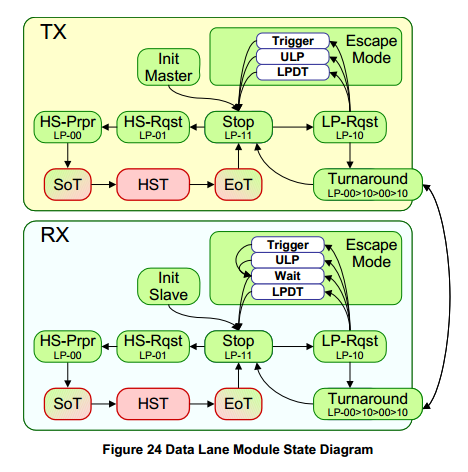 TX
Init
Master
Trigger
ULP
LPDT
Escape
Mode
HS-Prpr
LP-00
HS-Rqst
LP-01
Stop
LP-11
LP-Rqst
LP-10
SoT
HST
EoT
Turnaround
LP-00>10>00>10
RX
Init
Slave
Trigger
ULP
Wait
LPDT
Escape
Mode
HS-Prpr
LP-00
HS-Rqst
LP-01
Stop
LP-11
LP-Rqst
LP-10
SoT
HST
EoT
Turnaround
LP-00>10>00>10
Figure 24 Data Lane Module State Diagram